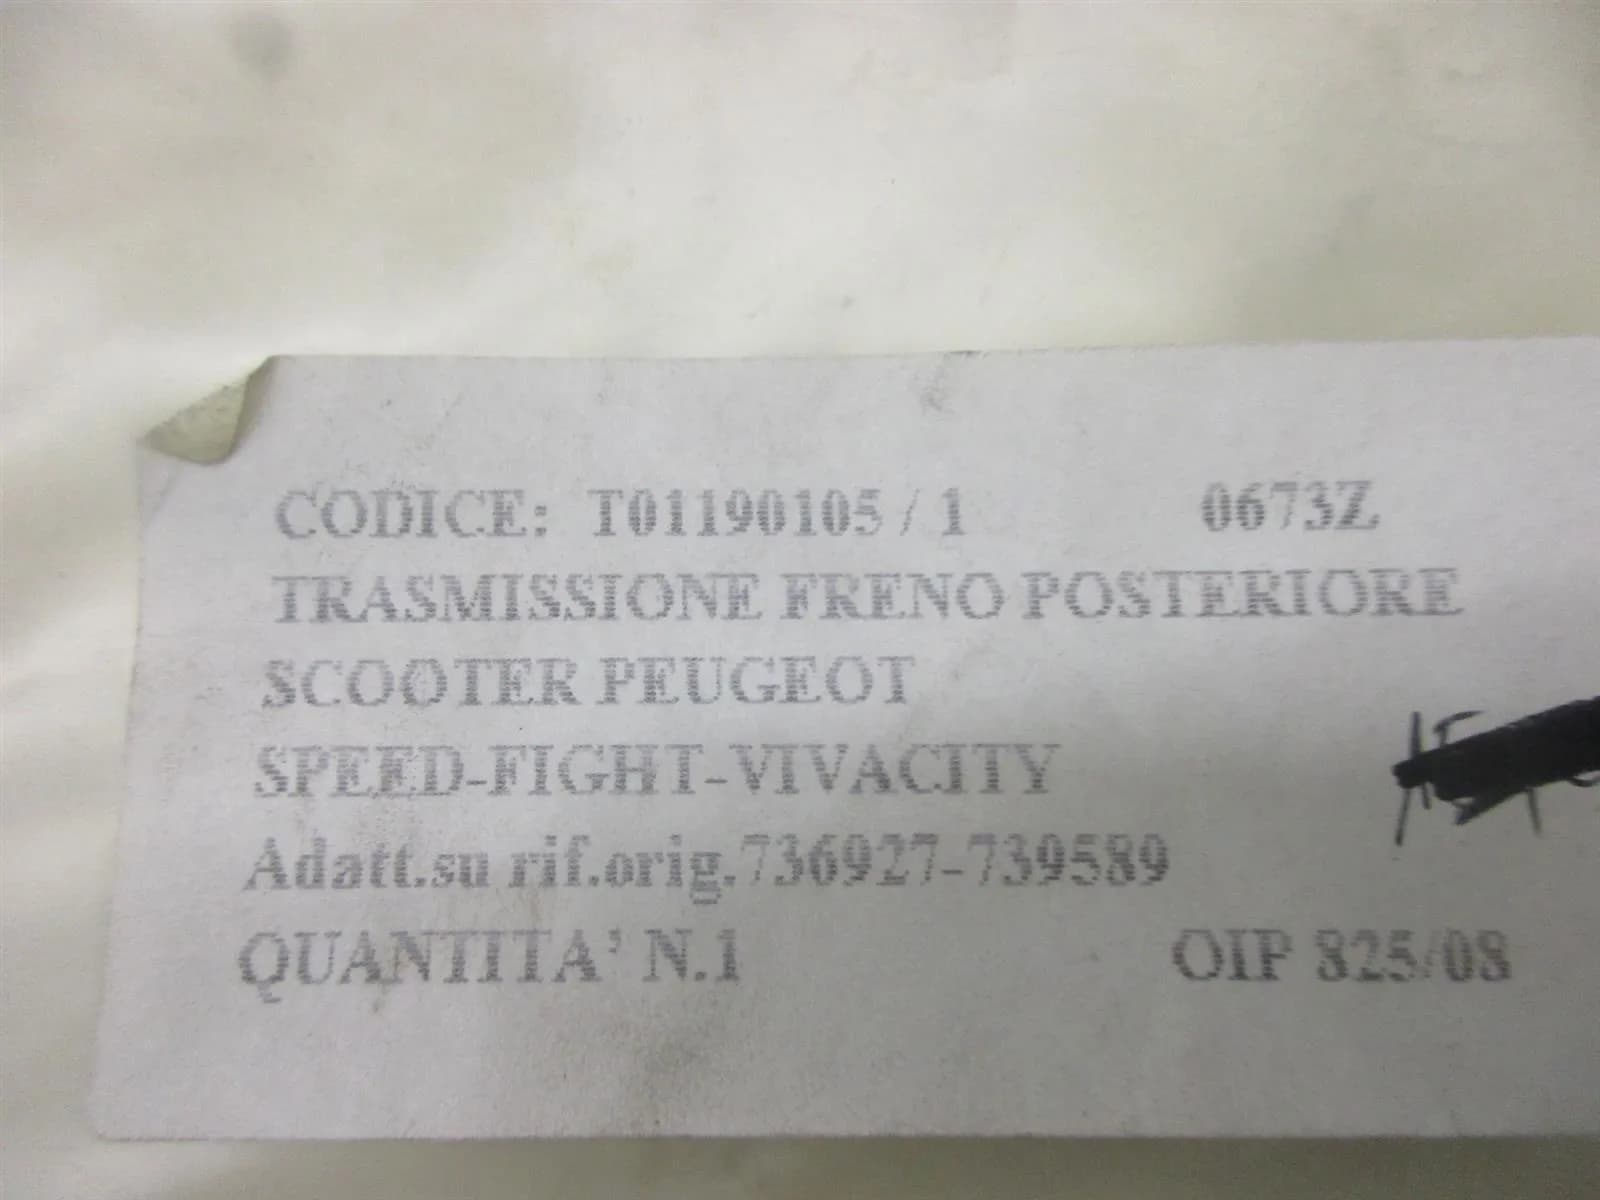 CODICE: T01190105 / 1 0673Z
TRASMISSIONE FRENO POSTERIORE
SCOOTER PEUGEOT
SPEED-FIGHT-VIVACITY
Adatt.su rif.orig.736927-739589
QUANTITA' N.1 OIP 825/08